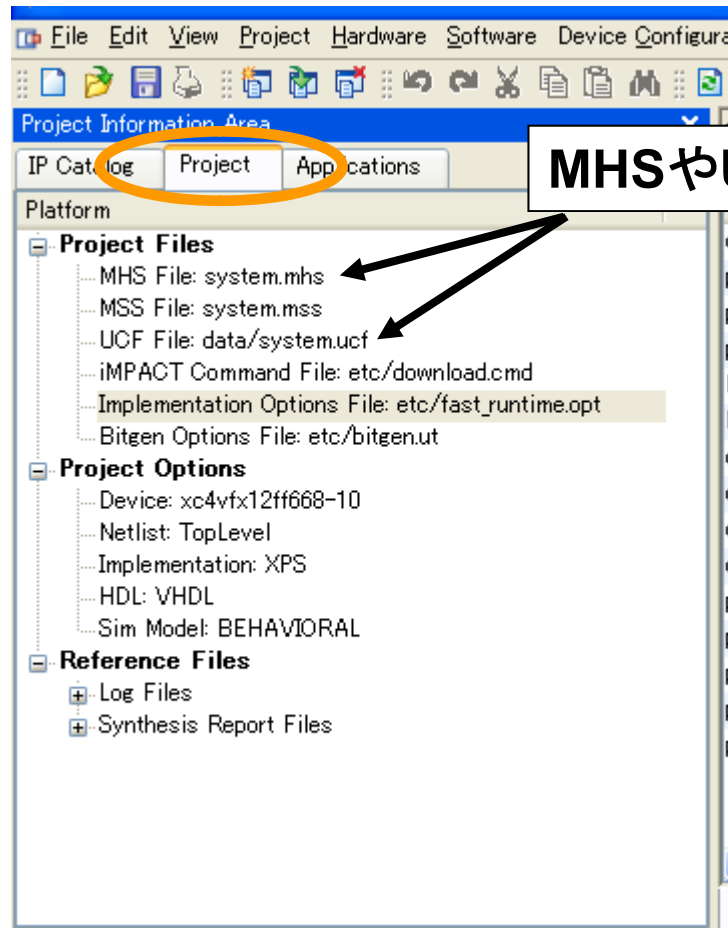 File Edit View Project Hardware Software Device Configura
Project Information Area
IP Catalog Project Applications
MHSや
Platform
Project Files
MHS File: system.mhs
MSS File: system.mss
UCF File: data/system.ucf
iMPACT Command File: etc/download.cmd
Implementation Options File: etc/fast_runtime.opt
Bitgen Options File: etc/bitgen.ut
Project Options
Device: xc4vfx12ff668-10
Netlist: TopLevel
Implementation: XPS
HDL: VHDL
Sim Model: BEHAVIORAL
Reference Files
Log Files
Synthesis Report Files